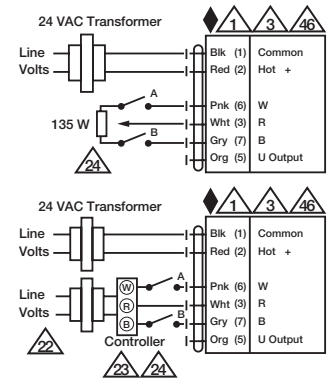 24 VAC Transformer
1 3 46
Line
Volts
Blk (1) Common
Red (2) Hot +
A
Pnk (6) W
135 W
Wht (3) R
B
Gry (7) B
24
Org (5) U Output
24 VAC Transformer
1 3 46
Line
Volts
Blk (1) Common
Red (2) Hot +
A
W
Pnk (6) W
Line
Volts
R
Wht (3) R
B
B
Gry (7) B
Org (5) U Output
22
Controller
23 24